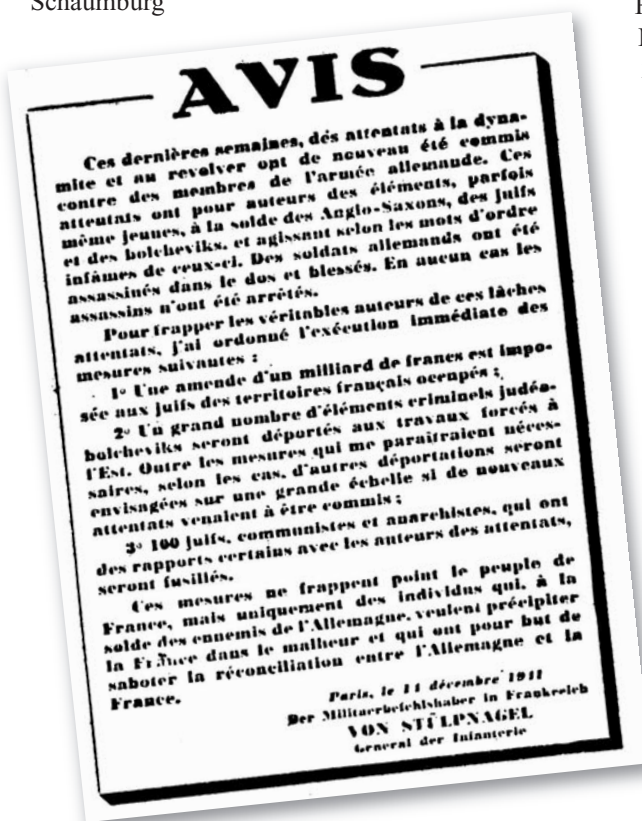 Schaumburg
AVIS
Ces dernières semaines, dés attentats à la dyna-
mite et au revolver ont de nouveau été commis
contre des membres de l'armée allemande. Ces
attentats ont pour auteurs des éléments, parfois
même jeunes, à la solde des Anglo-Saxons, des Juifs
et des bolcheviks, et agissant selon les mots d'ordre
infâmes de ceux-ci. Des soldats allemands ont été
assassinés dans le dos et blessés. En aucun cas les
assassins n'ont été arrêtés.
Pour frapper les véritables auteurs de ces lâches
attentats, j'ai ordonné l'exécution immédiate des
mesures suivantes :
1° Une amende d'un milliard de francs est impo-
sée aux juifs des territoires français occupés ;
2° Un grand nombre d'éléments criminels judéo-
bolcheviks seront déportés aux travaux forcés à
l'Est. Outre les mesures qui me paraîtraient néces-
saires, selon les cas, d'autres déportations seront
envisagées sur une grande échelle si de nouveaux
attentats venaient à être commis ;
3° 100 juifs, communistes et anarchistes, qui ont
des rapports certains avec les auteurs des attentats,
seront fusillés.
Ces mesures ne frappent point le peuple de
France, mais uniquement des individus qui, à la
solde des ennemis de l'Allemagne, veulent précipiter
la France dans le malheur et qui ont pour but de
saboter la réconciliation entre l'Allemagne et la
France.
Paris, le 14 décembre 1941
Der Militaerbefehlshaber in Frankreich
VON STÜLPNAGEL
General der Infanterie